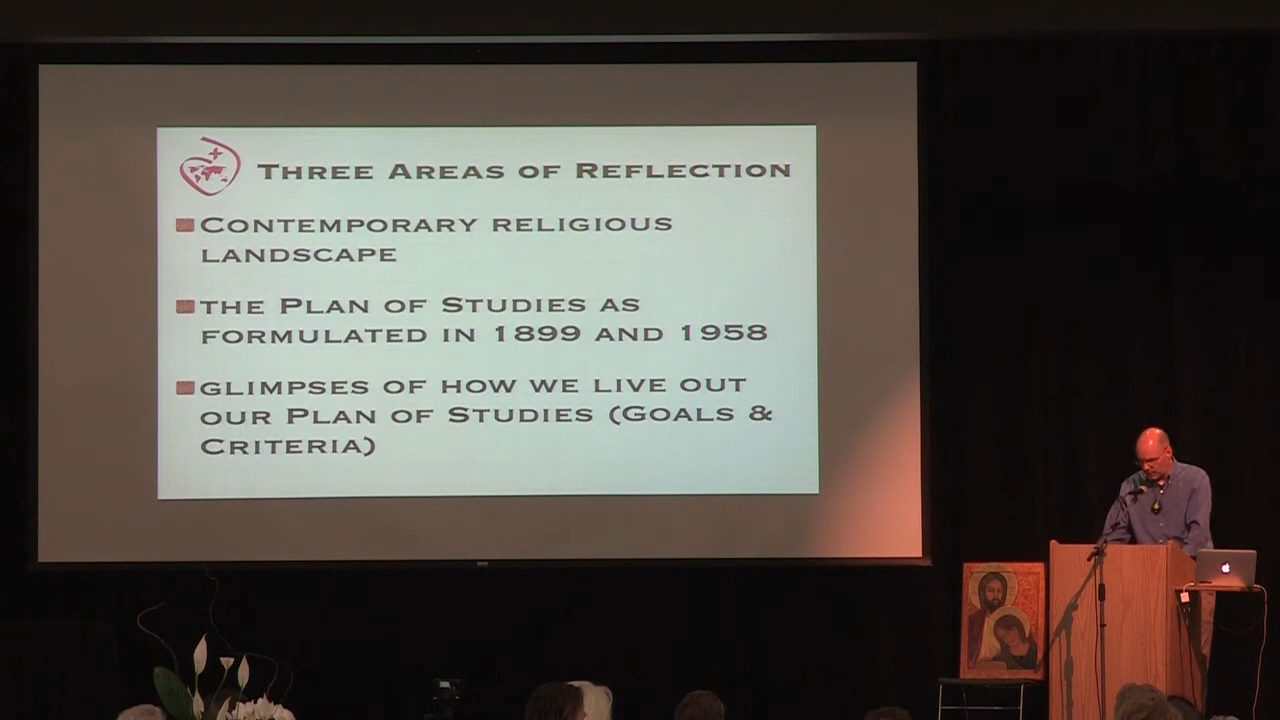 THREE AREAS OF REFLECTION
CONTEMPORARY RELIGIOUS
LANDSCAPE
THE PLAN OF STUDIES AS
FORMULATED IN 1899 AND 1958
GLIMPSES OF HOW WE LIVE OUT
OUR PLAN OF STUDIES (GOALS &
CRITERIA)